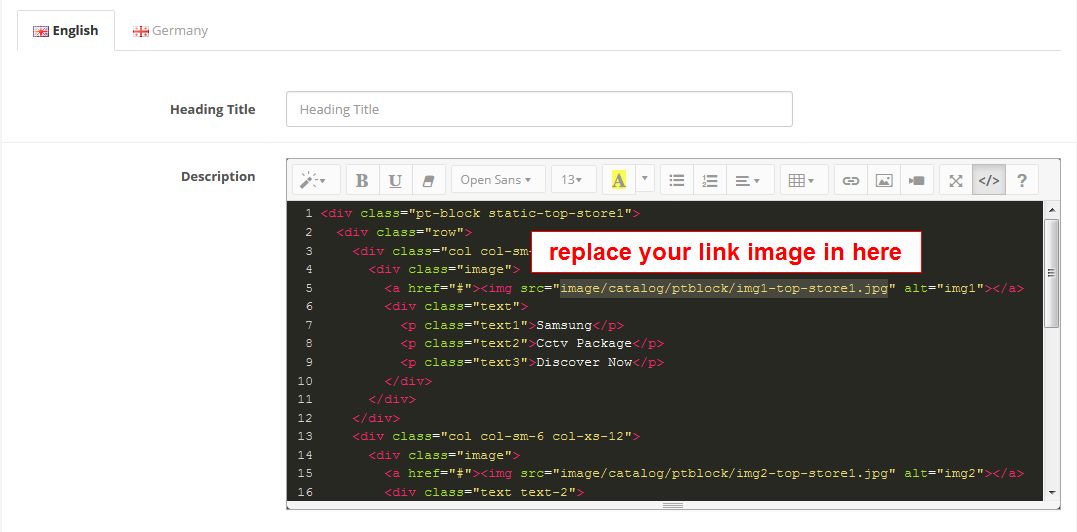 English Germany
Heading Title Heading Title
Description
B U Open Sans 13 A </> ?
replace your link image in here
1 <div class="pt-block static-top-store1">
2 <div class="row">
3 <div class="col col-sm-
4 <div class="image">
5 <a href="#"><img src="image/catalog/ptblock/img1-top-store1.jpg" alt="img1"></a>
6 <div class="text">
7 <p class="text1">Samsung</p>
8 <p class="text2">Cctv Package</p>
9 <p class="text3">Discover Now</p>
10 </div>
11 </div>
12 </div>
13 <div class="col col-sm-6 col-xs-12">
14 <div class="image">
15 <a href="#"><img src="image/catalog/ptblock/img2-top-store1.jpg" alt="img2"></a>
16 <div class="text text-2">